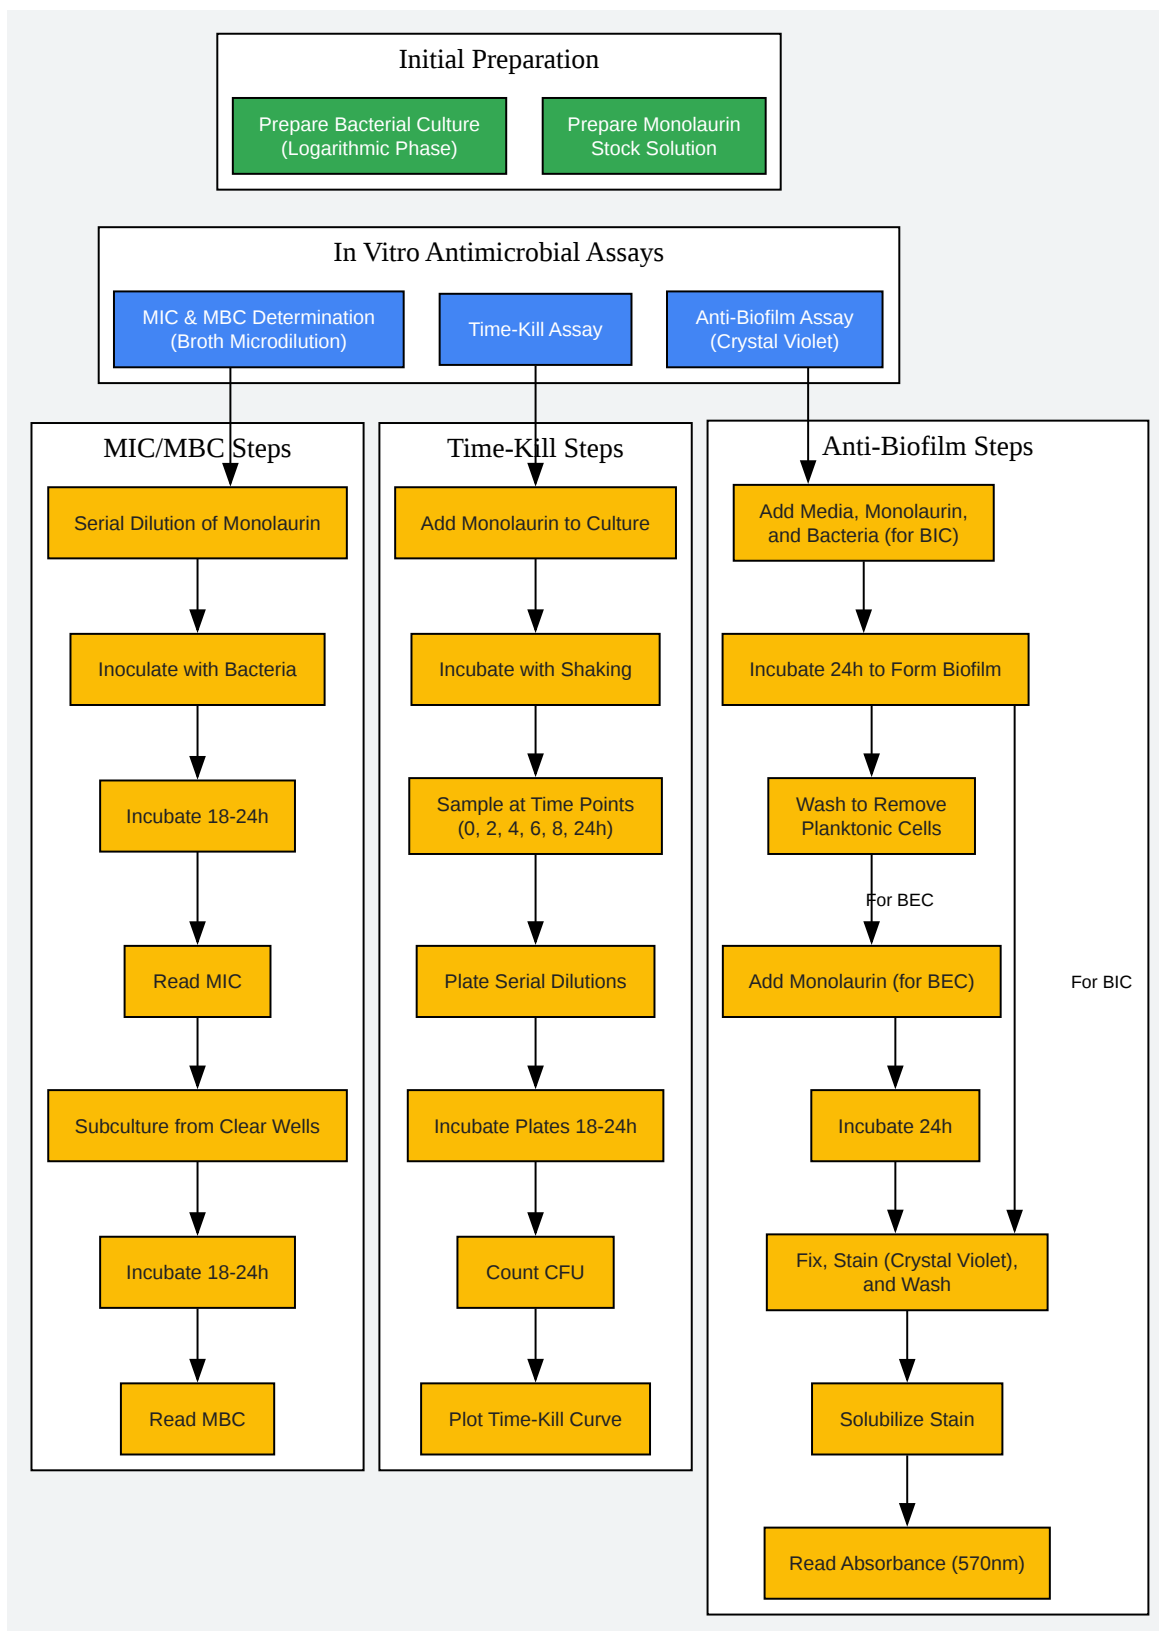 Initial Preparation
Prepare Bacterial Culture
(Logarithmic Phase)
Prepare Monolaurin
Stock Solution
In Vitro Antimicrobial Assays
MIC & MBC Determination
(Broth Microdilution)
Time-Kill Assay
Anti-Biofilm Assay
(Crystal Violet)
MIC/MBC Steps
Serial Dilution of Monolaurin
Inoculate with Bacteria
Incubate 18-24h
Read MIC
Subculture from Clear Wells
Incubate 18-24h
Read MBC
Time-Kill Steps
Add Monolaurin to Culture
Incubate with Shaking
Sample at Time Points
(0, 2, 4, 6, 8, 24h)
Plate Serial Dilutions
Incubate Plates 18-24h
Count CFU
Plot Time-Kill Curve
Anti-Biofilm Steps
Add Media, Monolaurin,
and Bacteria (for BIC)
Incubate 24h to Form Biofilm
Wash to Remove
Planktonic Cells
For BEC
Add Monolaurin (for BEC)
For BIC
Incubate 24h
Fix, Stain (Crystal Violet),
and Wash
Solubilize Stain
Read Absorbance (570nm)